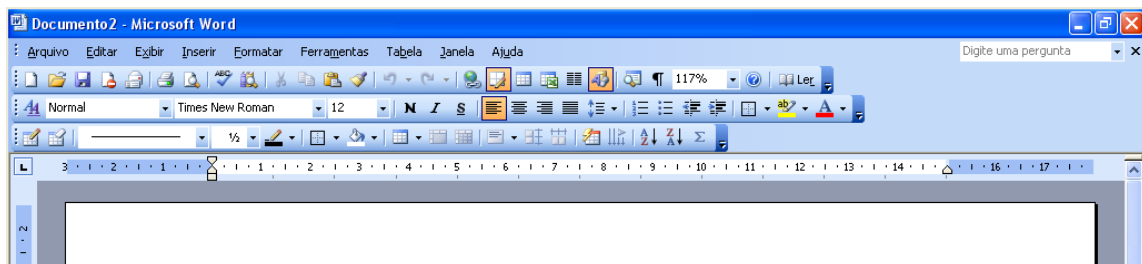 Documento2 - Microsoft Word
Arquivo Editar Exibir Inserir Formatar Ferramentas Tabela Janela Ajuda Digite uma pergunta
117% Ler
Normal Times New Roman 12 N I S
½
3 2 1 1 2 3 4 5 6 7 8 9 10 11 12 13 14 16 17
2